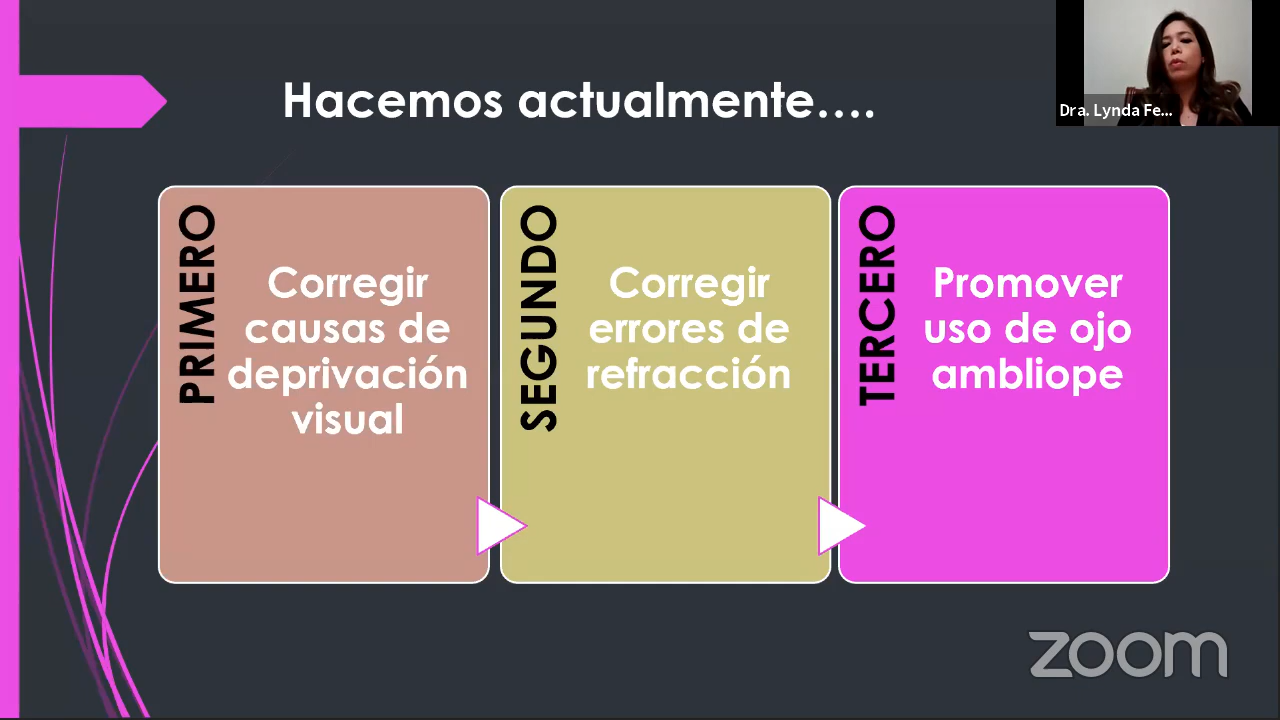 Hacemos actualmente….
Dra. Lynda Fe...
PRIMERO
Corregir
causas de
deprivación
visual
SEGUNDO
Corregir
errores de
refracción
TERCERO
Promover
uso de ojo
ambliope
zoom